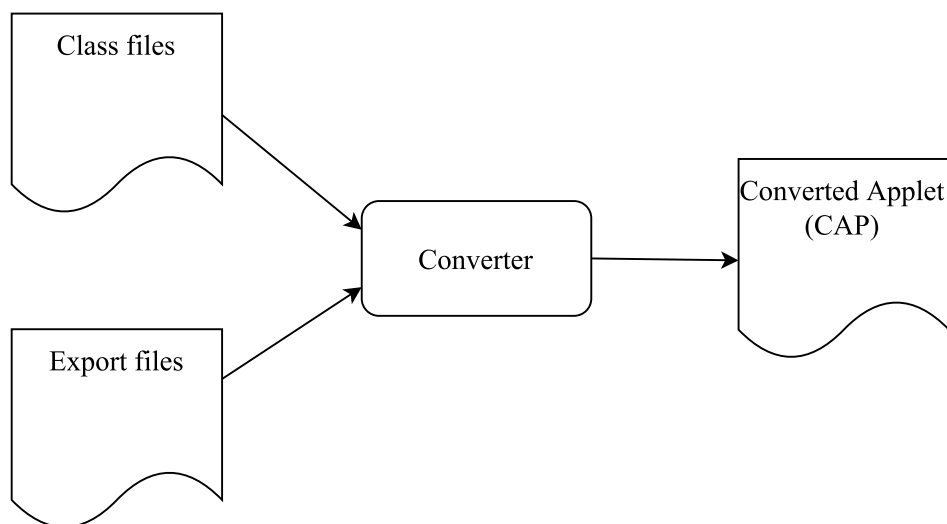 Class files
Converted Applet
(CAP)
Converter
Export files